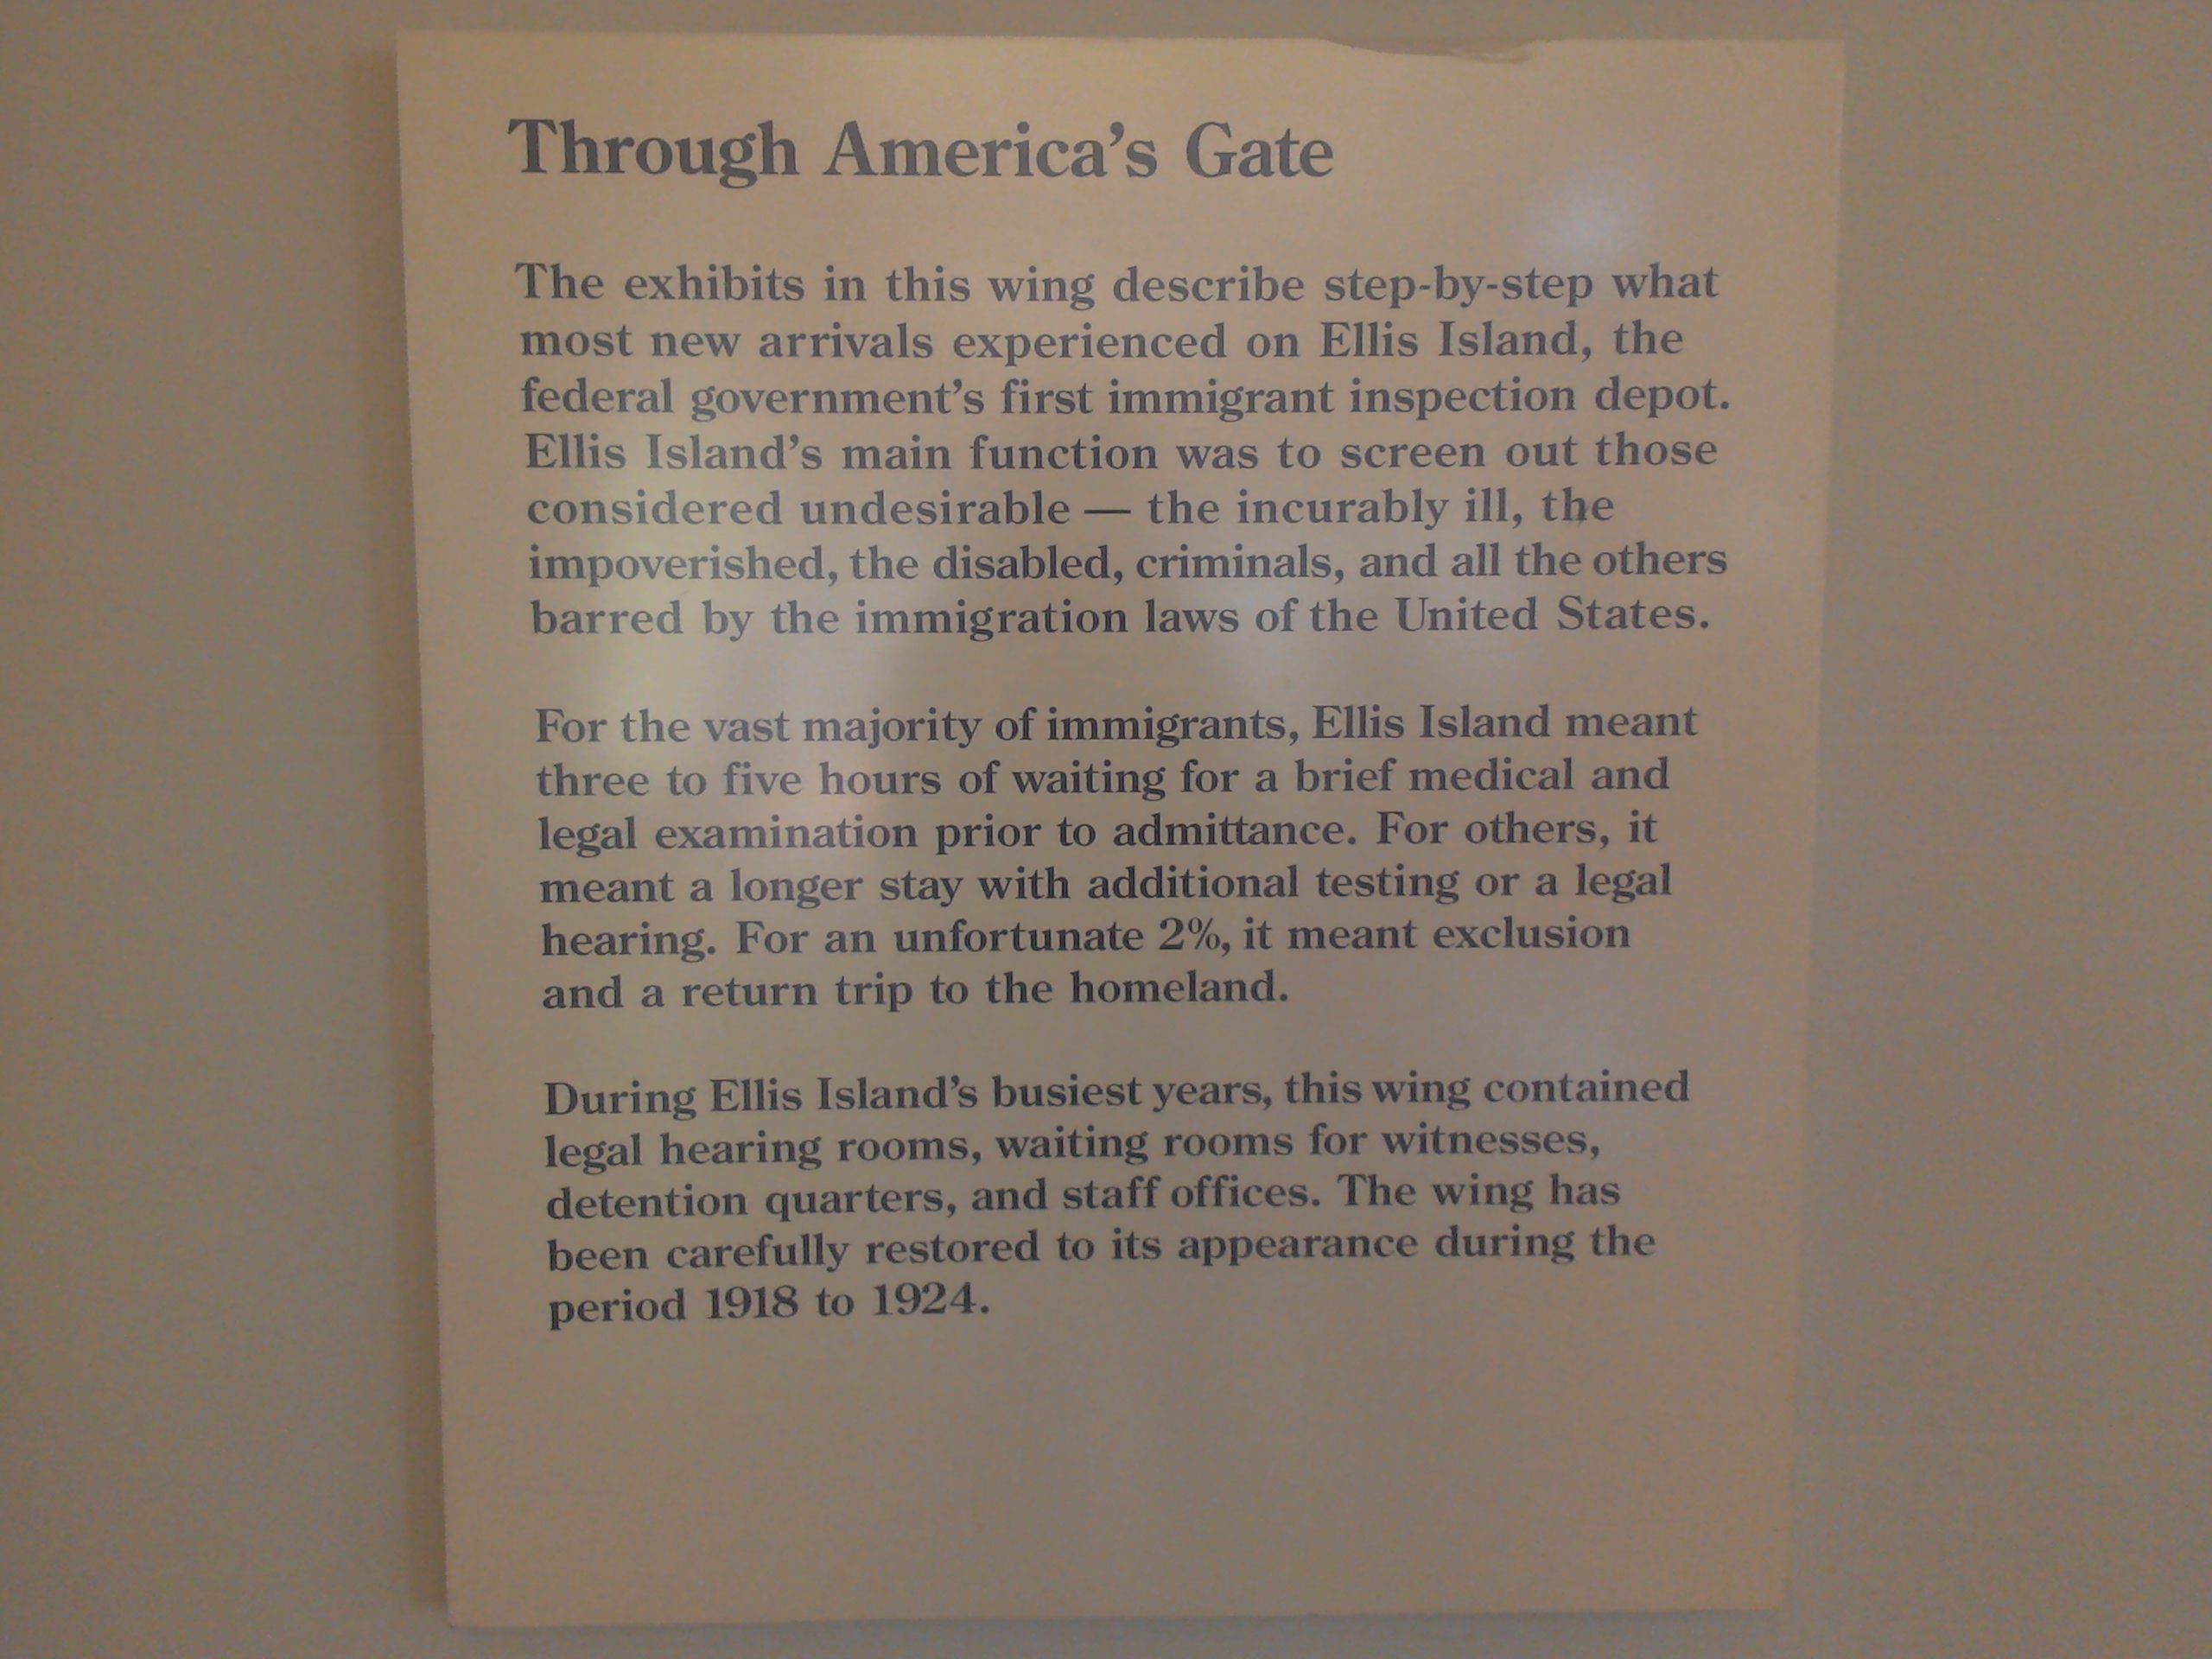 Through America's Gate
The exhibits in this wing describe step-by-step what
most new arrivals experienced on Ellis Island, the
federal government's first immigrant inspection depot.
Ellis Island's main function was to screen out those
considered undesirable — the incurably ill, the
impoverished, the disabled, criminals, and all the others
barred by the immigration laws of the United States.
For the vast majority of immigrants, Ellis Island meant
three to five hours of waiting for a brief medical and
legal examination prior to admittance. For others, it
meant a longer stay with additional testing or a legal
hearing. For an unfortunate 2%, it meant exclusion
and a return trip to the homeland.
During Ellis Island's busiest years, this wing contained
legal hearing rooms, waiting rooms for witnesses,
detention quarters, and staff offices. The wing has
been carefully restored to its appearance during the
period 1918 to 1924.